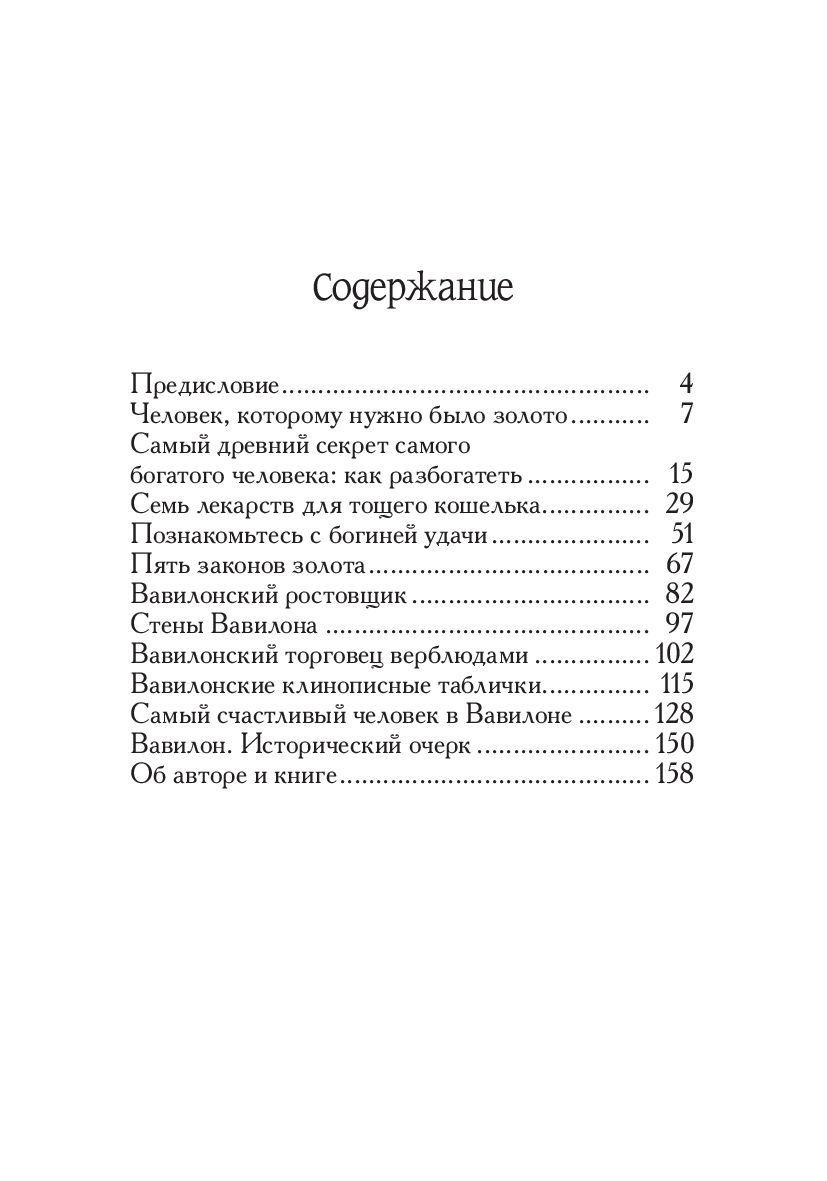 Содержание
Предисловие................................................. 4
Человек, которому нужно было золото........... 7
Самый древний секрет самого
богатого человека: как разбогатеть ................. 15
Семь лекарств для тощего кошелька............... 29
Познакомьтесь с богиней удачи...................... 51
Пять законов золота...................................... 67
Вавилонский ростовщик ................................ 82
Стены Вавилона ............................................ 97
Вавилонский торговец верблюдами ................ 102
Вавилонские клинописные таблички............... 115
Самый счастливый человек в Вавилоне .......... 128
Вавилон. Исторический очерк ........................ 150
Об авторе и книге.......................................... 158